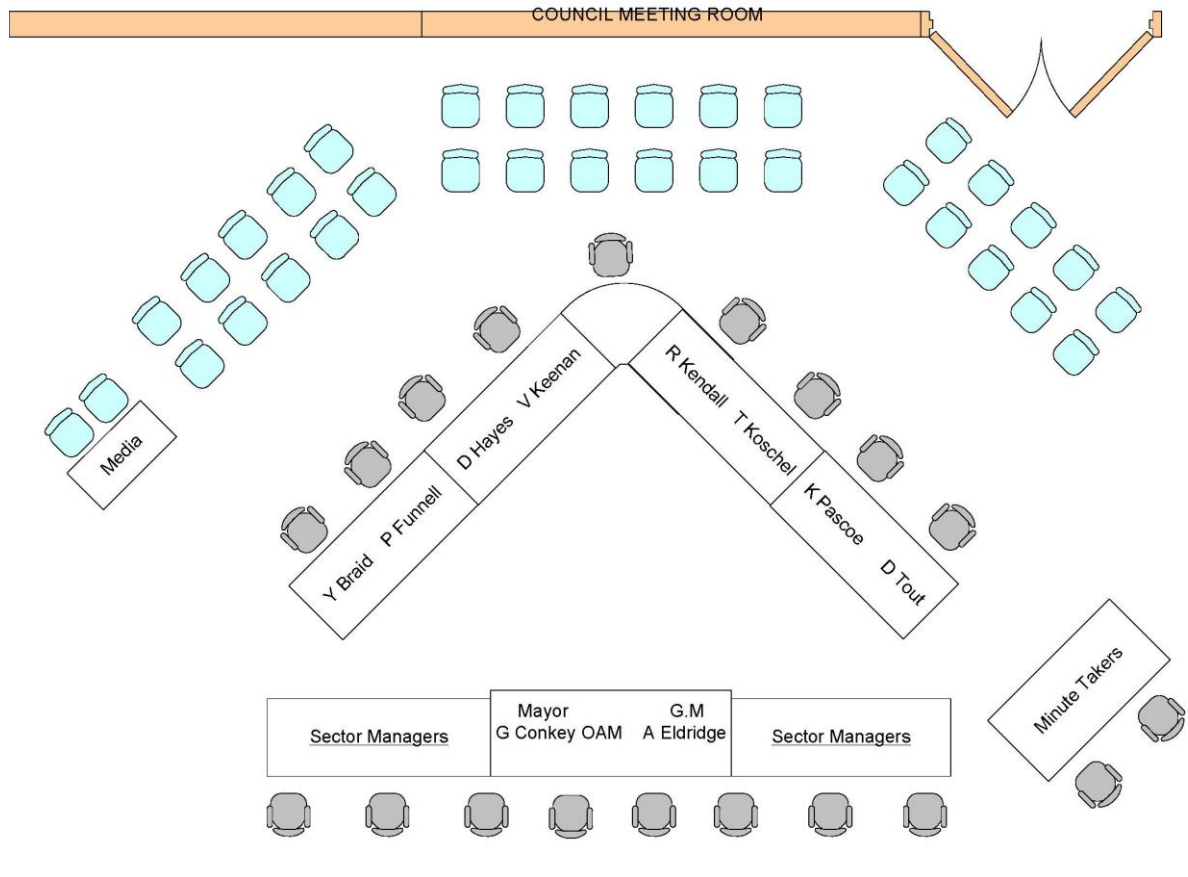 COUNCIL MEETING ROOM
Media
Y Braid
P Funnell
D Hayes
V Keenan
R Kendall
T Koschel
K Pascoe
D Tout
Minute Takers
Sector Managers
Mayor
G Conkey OAM
G.M
A Eldridge
Sector Managers